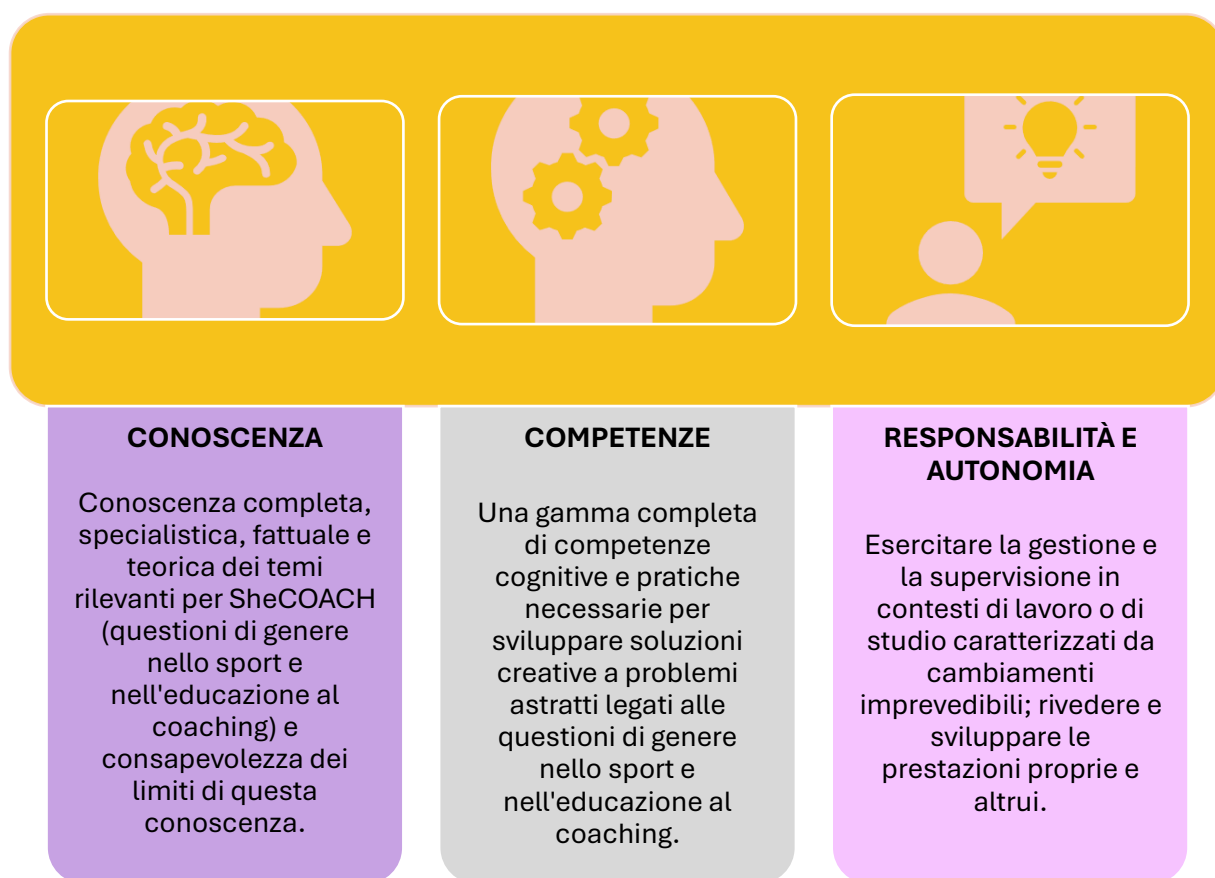 CONOSCENZA
Conoscenza completa,
specialistica, fattuale e
teorica dei temi
rilevanti per SheCOACH
(questioni di genere
nello sport e
nell'educazione al
coaching) e
consapevolezza dei
limiti di questa
conoscenza.
COMPETENZE
Una gamma completa
di competenze
cognitive e pratiche
necessarie per
sviluppare soluzioni
creative a problemi
astratti legati alle
questioni di genere
nello sport e
nell'educazione al
coaching.
RESPONSABILITÀ E
AUTONOMIA
Esercitare la gestione e
la supervisione in
contesti di lavoro o di
studio caratterizzati da
cambiamenti
imprevedibili; rivedere e
sviluppare le
prestazioni proprie e
altrui.